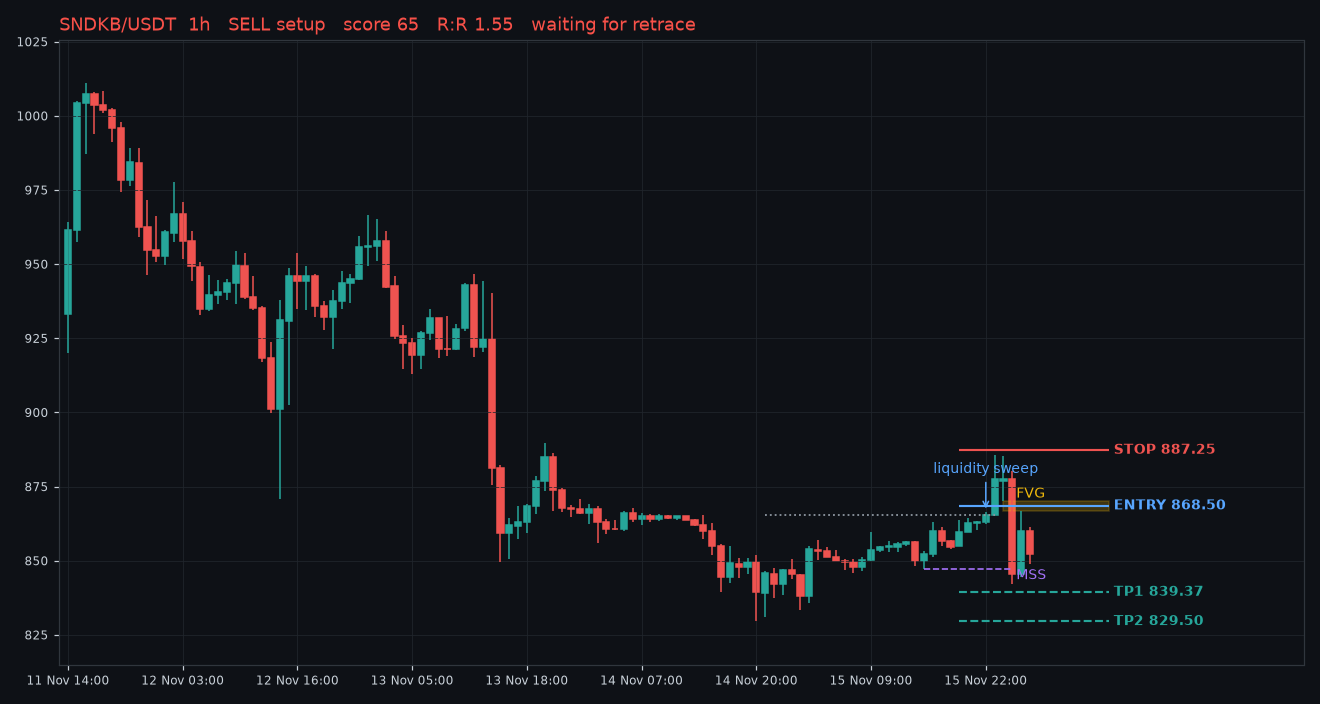 SNDKB/USDT 1h SELL setup score 65 R:R 1.55 waiting for retrace
1025
1000
975
950
925
900
875
850
825
STOP 887.25
liquidity sweep
FVG
ENTRY 868.50
MSS
TP1 839.37
TP2 829.50
11 Nov 14:00 12 Nov 03:00 12 Nov 16:00 13 Nov 05:00 13 Nov 18:00 14 Nov 07:00 14 Nov 20:00 15 Nov 09:00 15 Nov 22:00